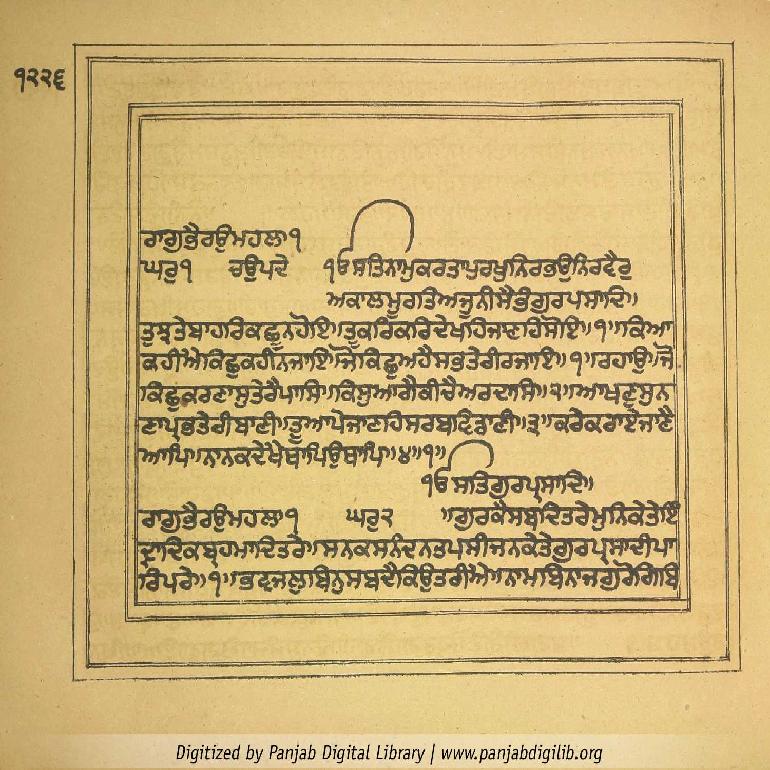 ੧੨੨੬
ਰਾਗੁਭੈਰਉਮਹਲਾ੧
ਘਰੁ੧ ਚਉਪਦੇ ੴਸਤਿਨਾਮੁਕਰਤਾਪੁਰਖੁਨਿਰਭਉਨਿਰਵੈਰੁ
ਅਕਾਲਮੂਰਤਿਅਜੂਨੀਸੈਭੰਗੁਰਪ੍ਰਸਾਦਿ॥
ਤੁਝਤੇਬਾਹਰਿਕਛੂਨਹੋਇ॥ਤੂਕਰਿਕਰਿਦੇਖਹਿਜਾਣਹਿਸੋਇ॥੧॥ਕਿਆ
ਕਹੀਐਕਿਛੁਕਹੀਨਜਾਇ॥ਜੋਕਿਛੁਅਹੈਸਭਤੇਰੀਰਜਾਇ॥੧॥ਰਹਾਉ॥ਜੋ
ਕਿਛੁਕਰਣਾਸੁਤੇਰੈਪਾਸਿ॥ਕਿਸੁਆਗੈਕੀਚੈਅਰਦਾਸਿ॥੨॥ਆਖਣੁਸੁਨ
ਣਾਪ੍ਰਭਤੇਰੀਬਾਣੀ॥ਤੂਆਪੇਜਾਣਹਿਸਰਬਵਿਡਾਣੀ॥੩॥ਕਰੇਕਰਾਏਜਾਣੈ
ਆਪਿ॥ਨਾਨਕਦੇਖੈਥਾਪਿਉਥਾਪਿ॥੪॥੧॥
ੴਸਤਿਗੁਰਪ੍ਰਸਾਦਿ॥
ਰਾਗੁਭੈਰਉਮਹਲਾ੧ ਘਰੁ੨ ॥ਗੁਰਕੈਸਬਦਿਤਰੇਮੁਨਿਕੇਤੇਇੰ
ਦ੍ਰਾਦਿਕਬ੍ਰਹਮਾਦਿਤਰੇ॥ਸਨਕਸਨੰਦਨਤਪਸੀਜਨਕੇਤੇਗੁਰਪ੍ਰਸਾਦੀਪਾ
ਰਿਪਰੇ॥੧॥ਭਵਜਲੁਬਿਨੁਸਬਦੈਕਿਉਤਰੀਐ॥ਨਾਮਬਿਨਾਜਗੁਰੋਗਿਬਿ
Digitized by Panjab Digital Library | www.panjabdigilib.org